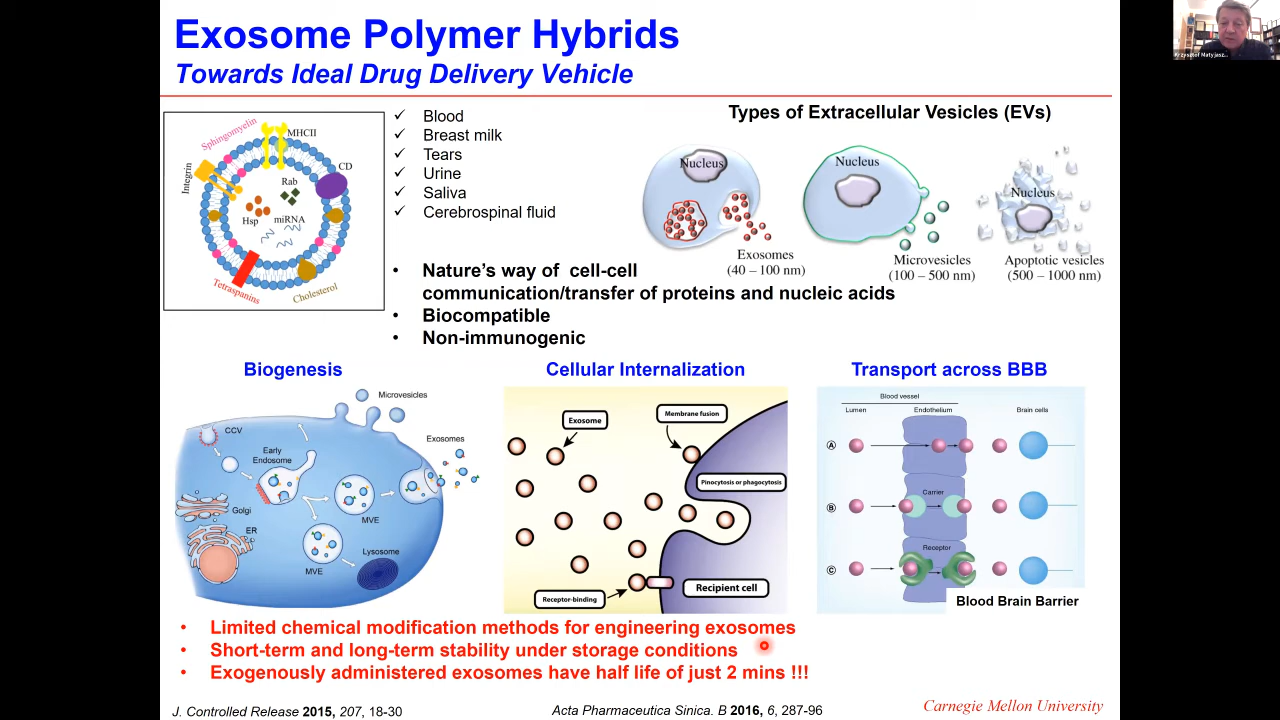 Exosome Polymer Hybrids
Towards Ideal Drug Delivery Vehicle
Krzysztof Matyjasz...
Sphingomyelin
MHCII
Integrin
CD
Rab
Hsp
miRNA
Tetraspanins
Cholesterol
✓ Blood
✓ Breast milk
✓ Tears
✓ Urine
✓ Saliva
✓ Cerebrospinal fluid
Types of Extracellular Vesicles (EVs)
Nucleus
Nucleus
Nucleus
Exosomes
(40 – 100 nm)
Microvesicles
(100 – 500 nm)
Apoptotic vesicles
(500 – 1000 nm)
• Nature's way of cell-cell
communication/transfer of proteins and nucleic acids
• Biocompatible
• Non-immunogenic
Biogenesis
Microvesicles
CCV
Exosomes
Early
Endosome
Golgi
MVE
ER
Lysosome
MVE
Cellular Internalization
Exosome
Membrane fusion
Pinocytosis or phagocytosis
Receptor-binding
Recipient cell
Transport across BBB
Blood vessel
Lumen
Endothelium
Brain cells
A
Carrier
B
Receptor
C
Blood Brain Barrier
• Limited chemical modification methods for engineering exosomes
• Short-term and long-term stability under storage conditions
• Exogenously administered exosomes have half life of just 2 mins !!!
J. Controlled Release 2015, 207, 18-30
Acta Pharmaceutica Sinica. B 2016, 6, 287-96
Carnegie Mellon University